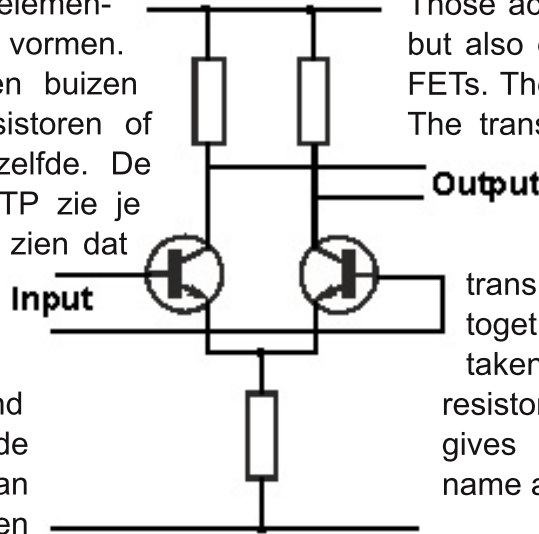 elemen-
vormen.
en buizen
sistoren of
zelfde. De
TP zie je
zien dat
Input
nd
de
an
en
Those ac
but also
FETs. The
The trans
Output
trans
toget
taken
resistor
gives
name a